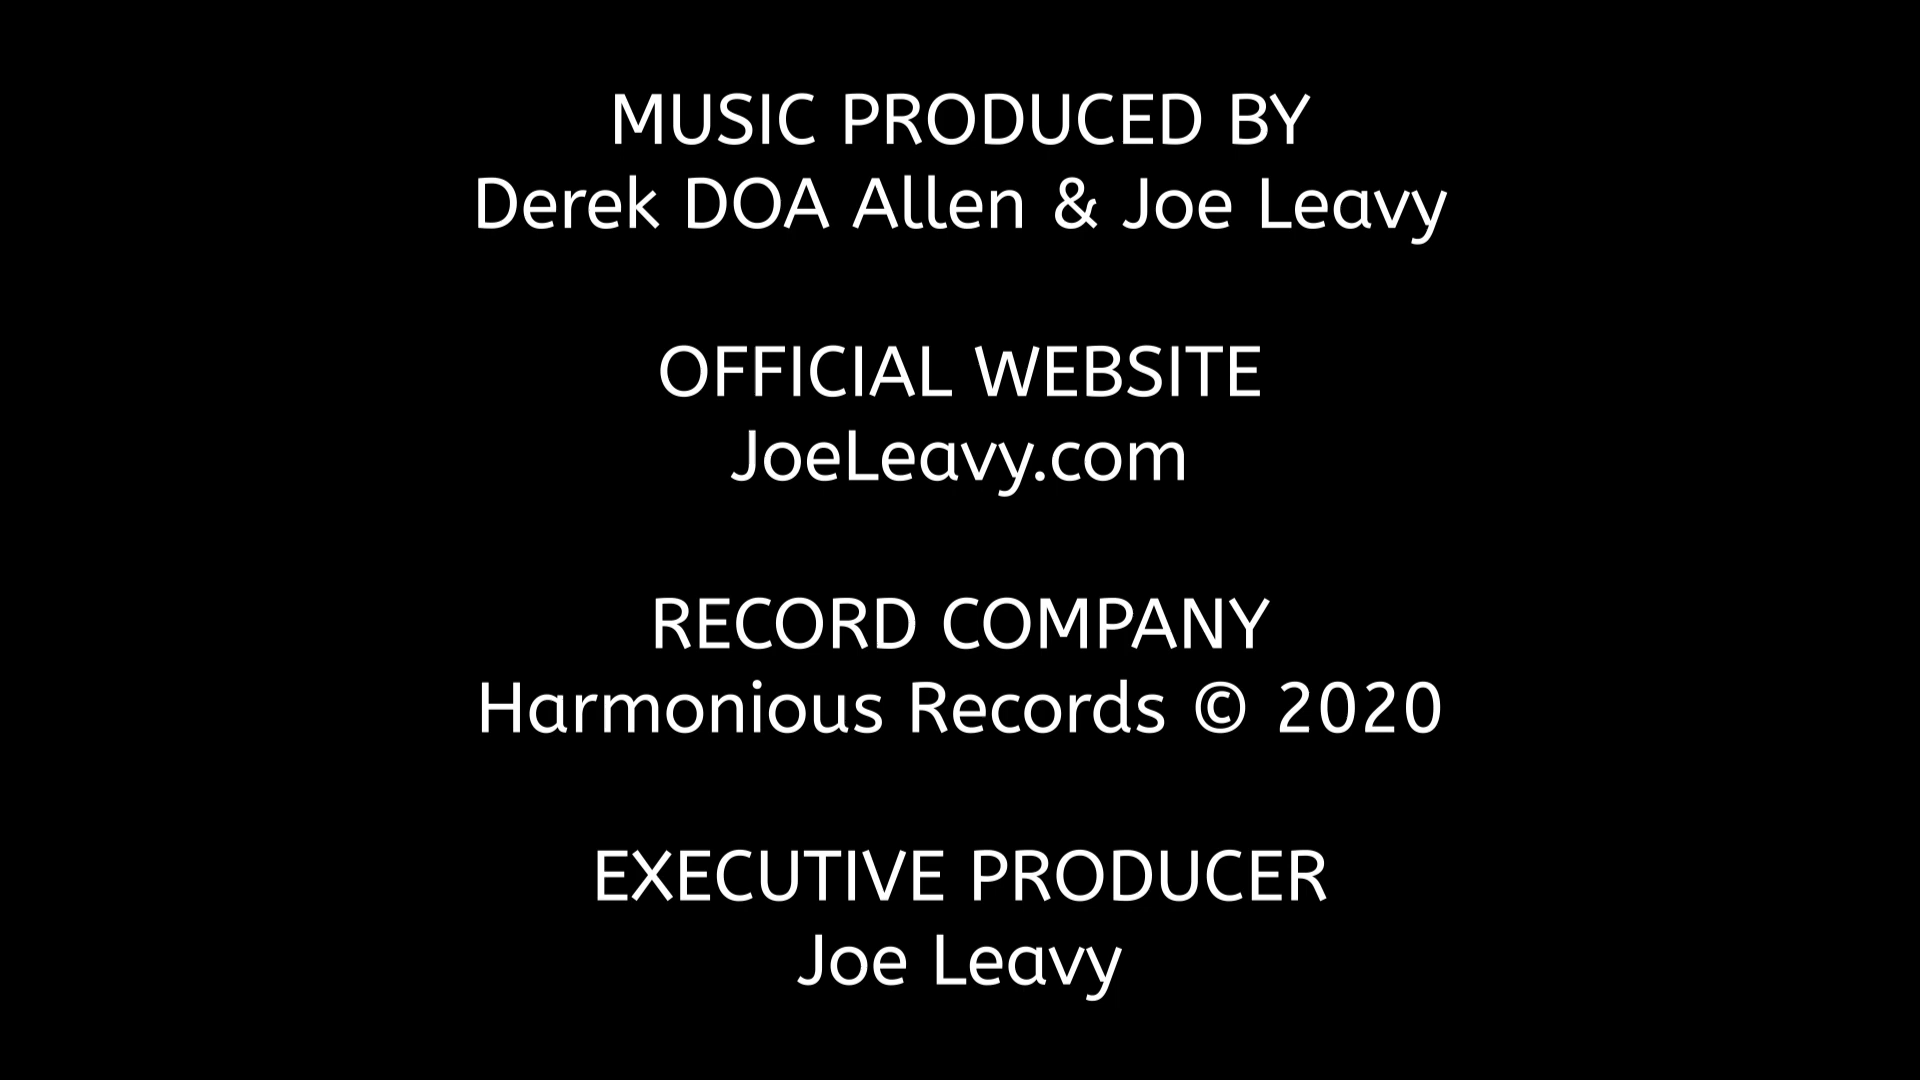 MUSIC PRODUCED BY
Derek DOA Allen & Joe Leavy
OFFICIAL WEBSITE
JoeLeavy.com
RECORD COMPANY
Harmonious Records © 2020
EXECUTIVE PRODUCER
Joe Leavy